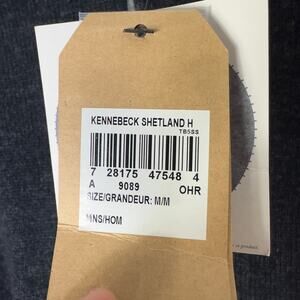 KENNEBECK SHETLAND H
TB5SS
7 28175 47548 4
A 9089 OHR
SIZE/GRANDEUR: M/M
MNS/HOM